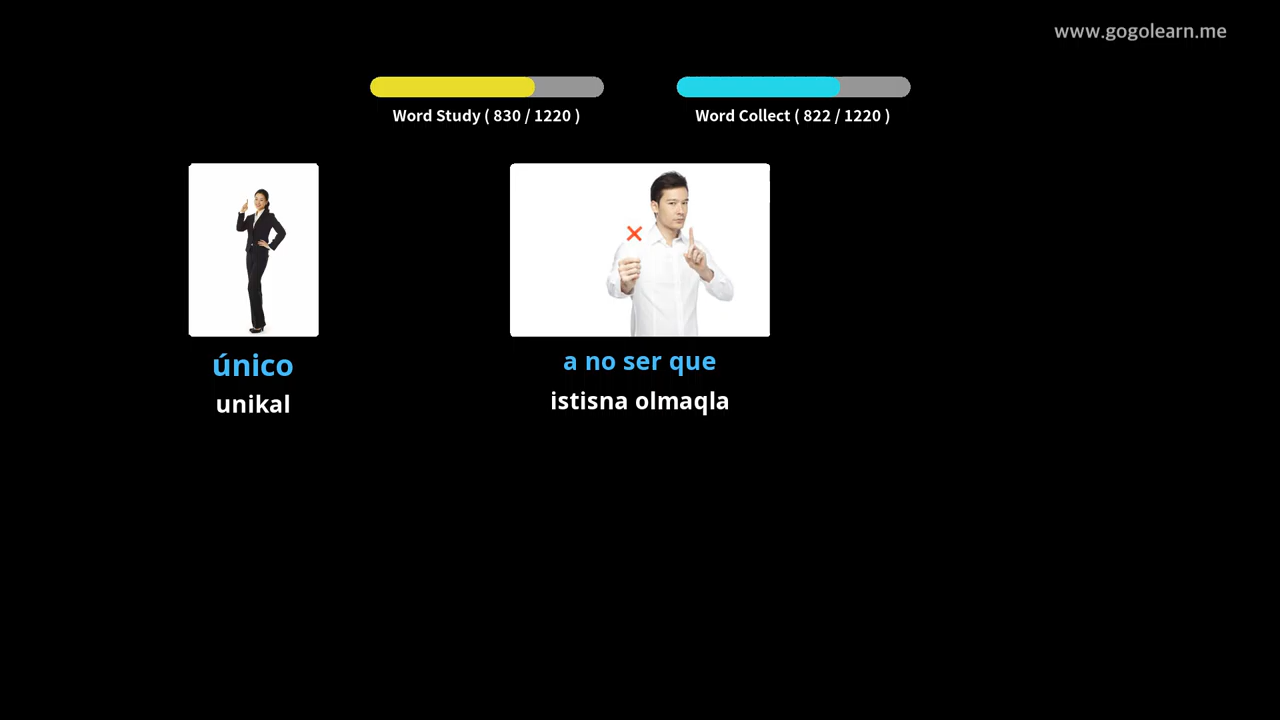 www.gogolearn.me
Word Study ( 830 / 1220 )
Word Collect ( 822 / 1220 )
único
unikal
a no ser que
istisna olmaqla